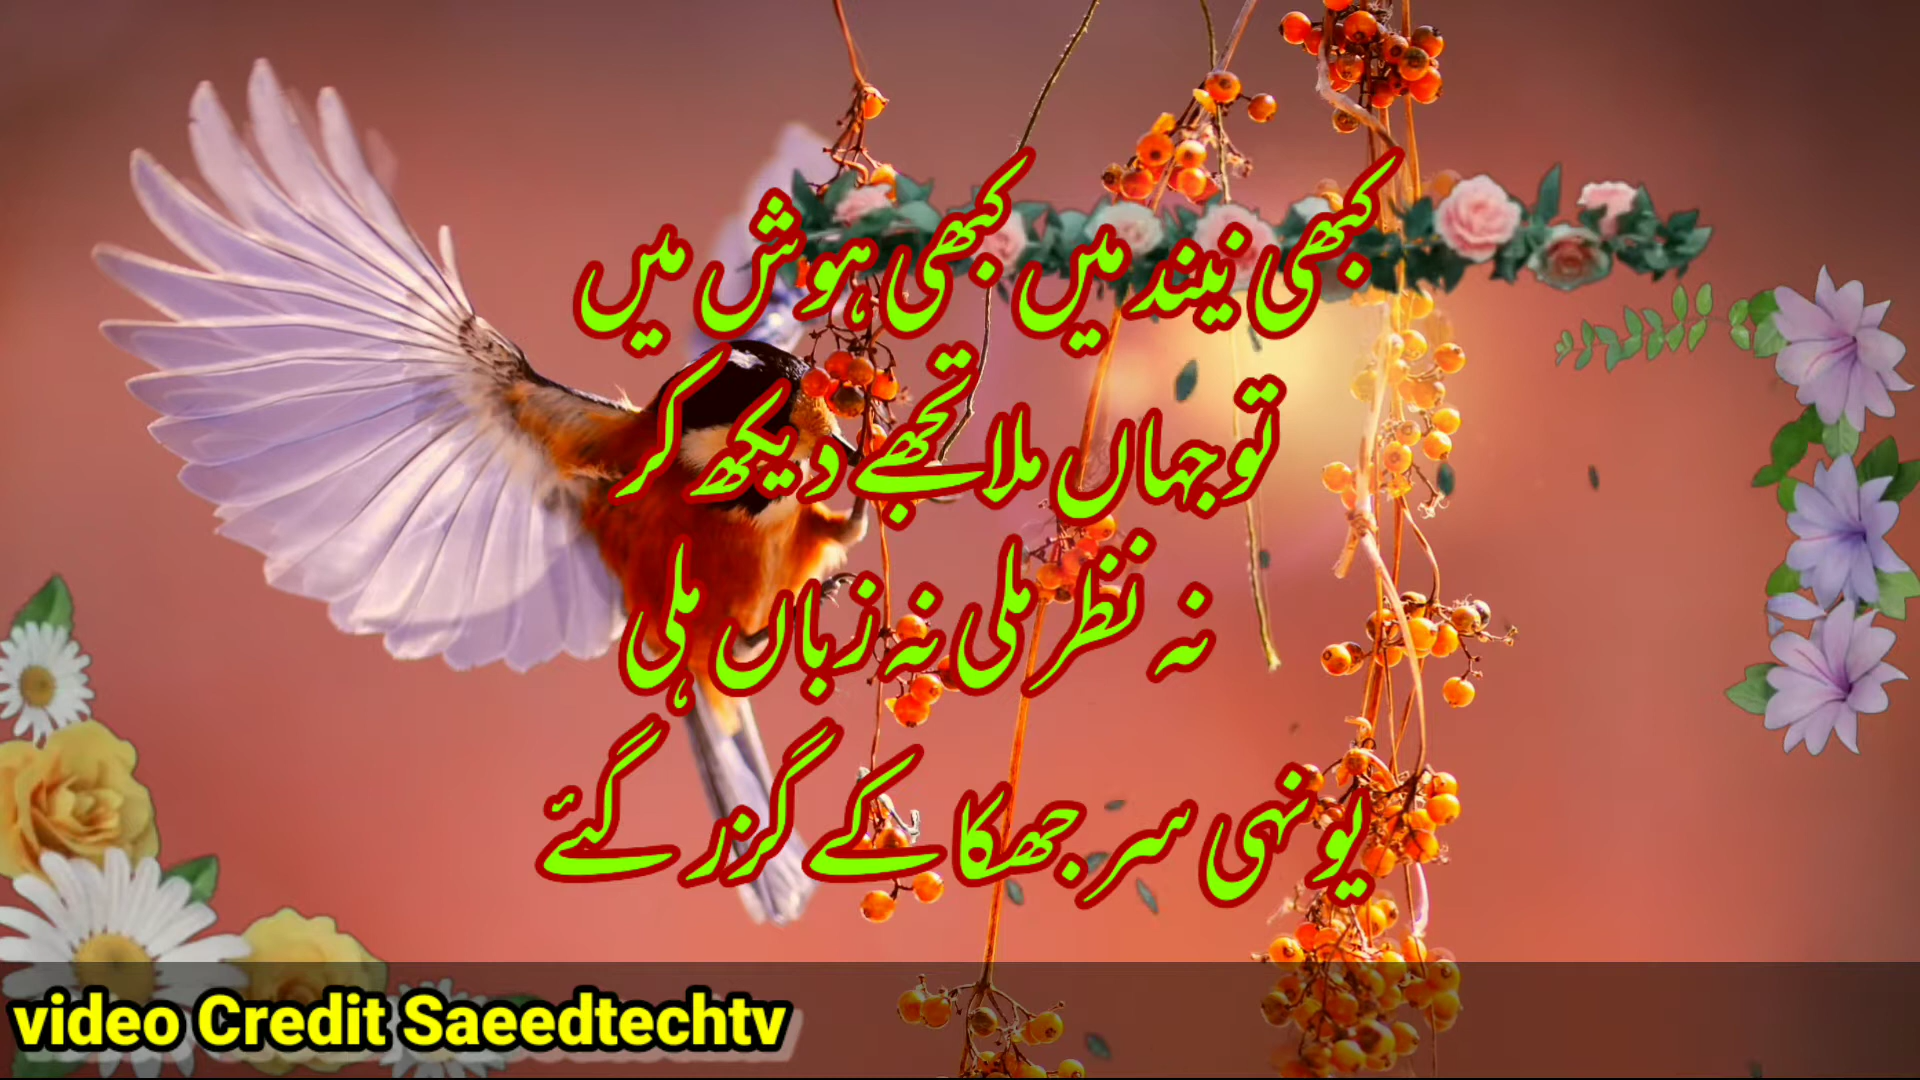 کبھی نیند میں کبھی ہوش میں
تو جہاں ملا تجھے دیکھ کر
نہ نظر ملی نہ زباں ہلی
یونہی سر جھکا کے گزر گئے
video Credit Saeedtechtv